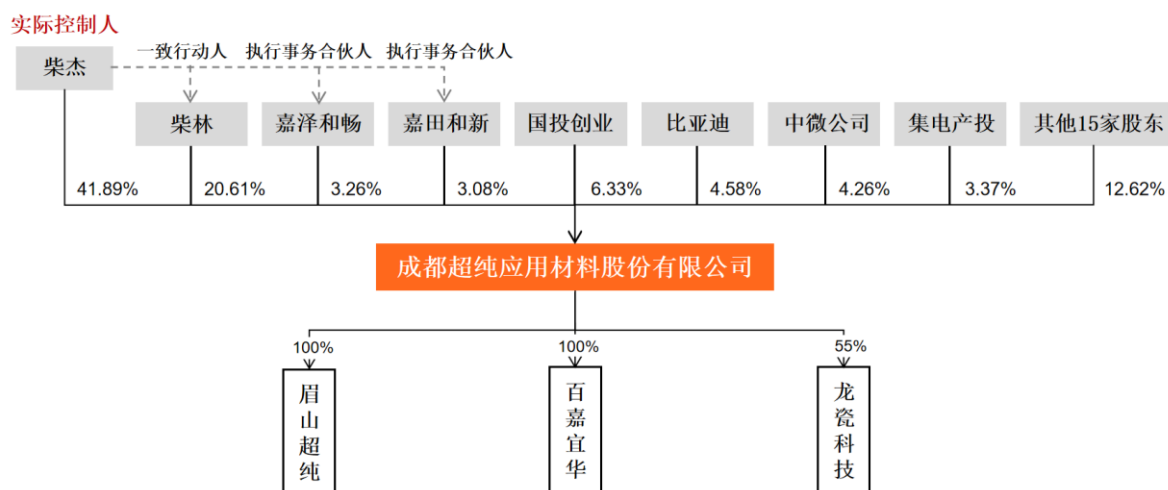 实际控制人
柴杰
一致行动人 执行事务合伙人 执行事务合伙人
柴林 嘉泽和畅 嘉田和新 国投创业 比亚迪 中微公司 集电产投 其他15家股东
41.89% 20.61% 3.26% 3.08% 6.33% 4.58% 4.26% 3.37% 12.62%
成都超纯应用材料股份有限公司
100% 100% 55%
眉山超纯
百嘉宜华
龙瓷科技